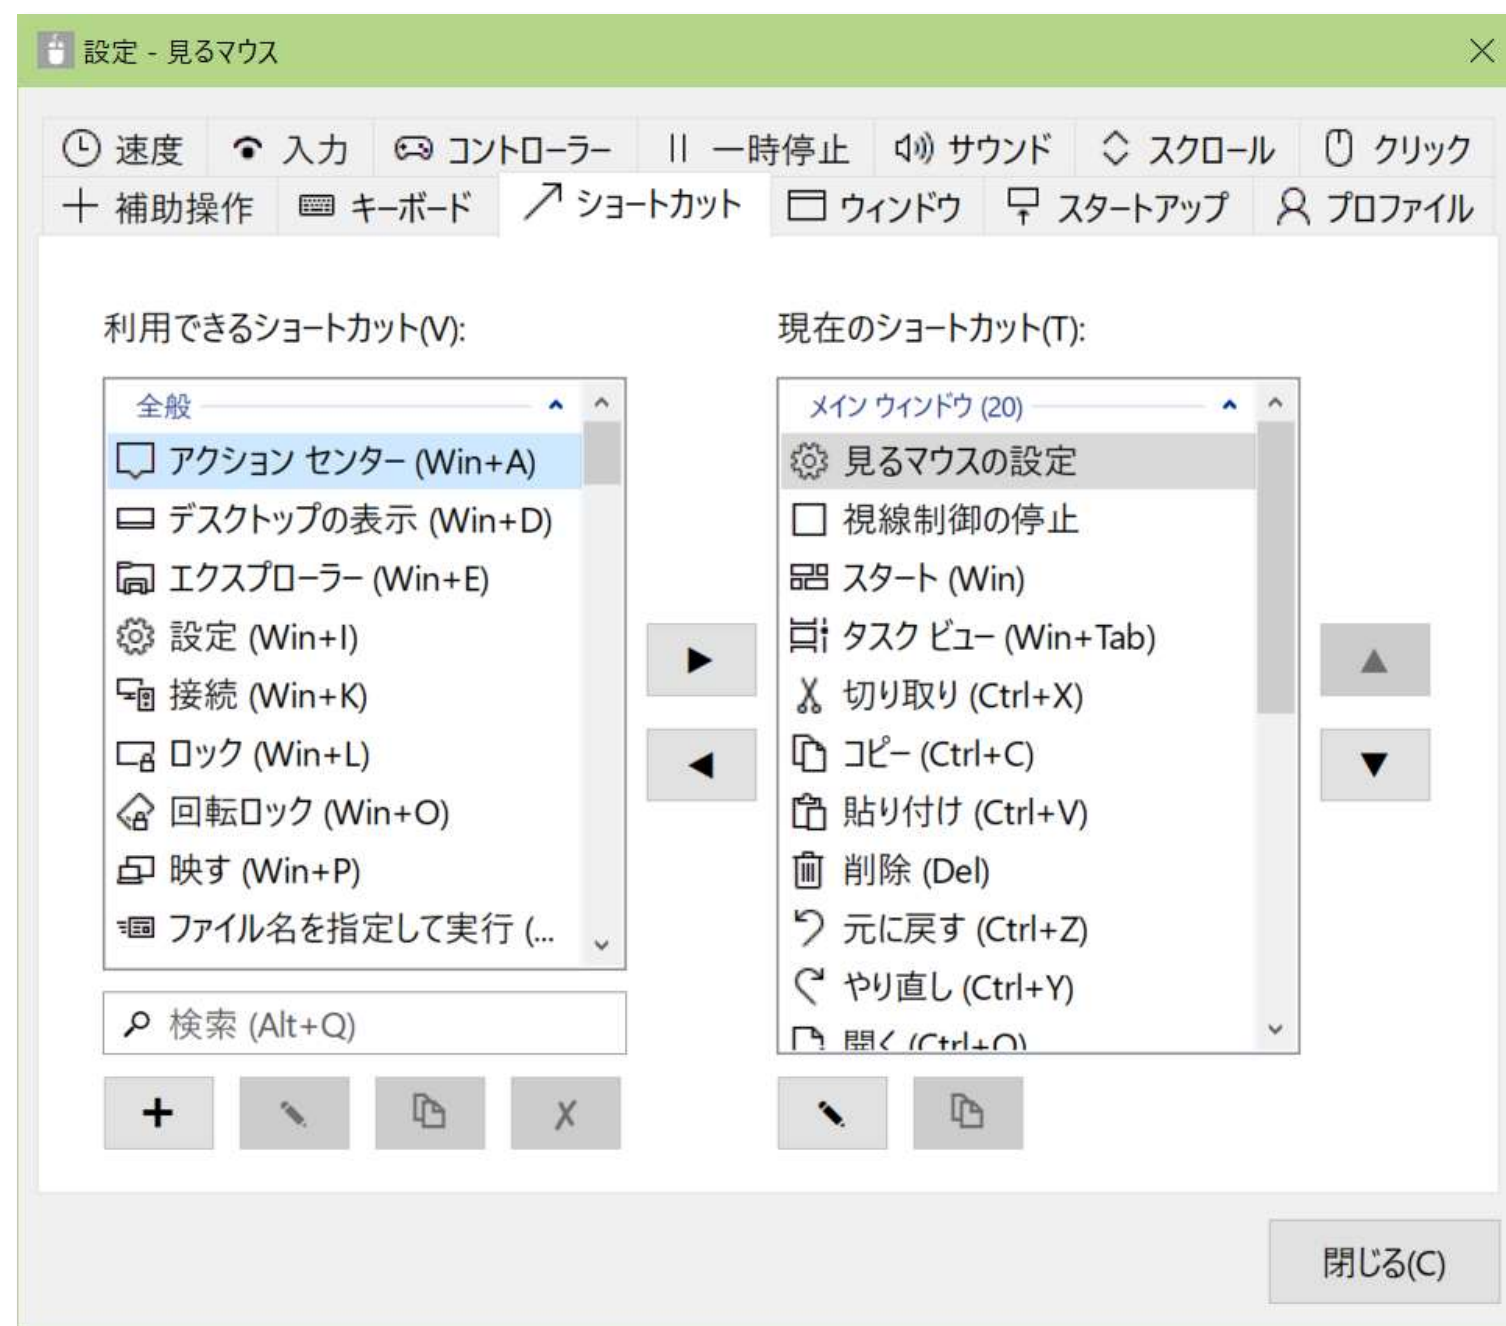 設定 - 見るマウス
速度 入力 コントローラー 一時停止 サウンド スクロール クリック
補助操作 キーボード ショートカット ウィンドウ スタートアップ プロファイル
利用できるショートカット(V):
全般
アクション センター (Win+A)
デスクトップの表示 (Win+D)
エクスプローラー (Win+E)
設定 (Win+I)
接続 (Win+K)
ロック (Win+L)
回転ロック (Win+O)
映す (Win+P)
ファイル名を指定して実行 (...
検索 (Alt+Q)
現在のショートカット(T):
メイン ウィンドウ (20)
見るマウスの設定
視線制御の停止
スタート (Win)
タスク ビュー (Win+Tab)
切り取り (Ctrl+X)
コピー (Ctrl+C)
貼り付け (Ctrl+V)
削除 (Del)
元に戻す (Ctrl+Z)
やり直し (Ctrl+Y)
開く (Ctrl+O)
閉じる(C)